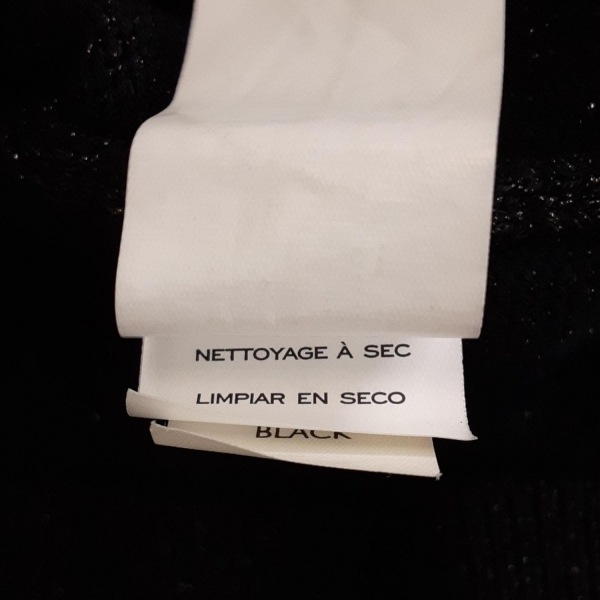 NETTOYAGE À SEC
LIMPIAR EN SECO
BLACK